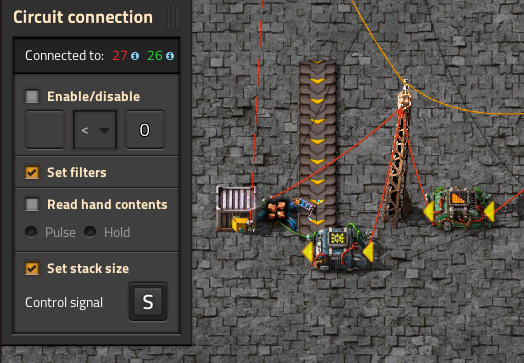 Circuit connection
Connected to: 27 26
Enable/disable
< 0
Set filters
Read hand contents
Pulse Hold
Set stack size
Control signal S